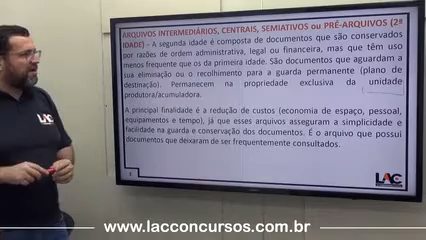 ARQUIVOS INTERMEDIÁRIOS, CENTRAIS, SEMIATIVOS ou PRÉ-ARQUIVOS (2ª
IDADE) - A segunda idade é composta de documentos que são conservados
por razões de ordem administrativa, legal ou financeira, mas que têm uso
menos frequente que os da primeira idade. São documentos que aguardam a
sua eliminação ou o recolhimento para a guarda permanente (plano de
destinação). Permanecem na propriedade exclusiva da unidade
produtora/acumuladora.
A principal finalidade é a redução de custos (economia de espaço, pessoal,
equipamentos e tempo), já que esses arquivos asseguram a simplicidade e
facilidade na guarda e conservação dos documentos. É o arquivo que possui
documentos que deixaram de ser frequentemente consultados.
LAC
LAC
www.lacconcursos.com.br